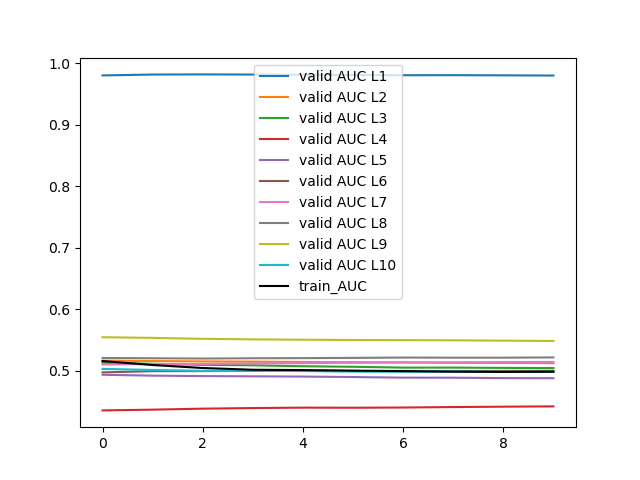 1.0
0.9
0.8
0.7
0.6
0.5
valid AUC L1
valid AUC L2
valid AUC L3
valid AUC L4
valid AUC L5
valid AUC L6
valid AUC L7
valid AUC L8
valid AUC L9
valid AUC L10
train_AUC
0 2 4 6 8